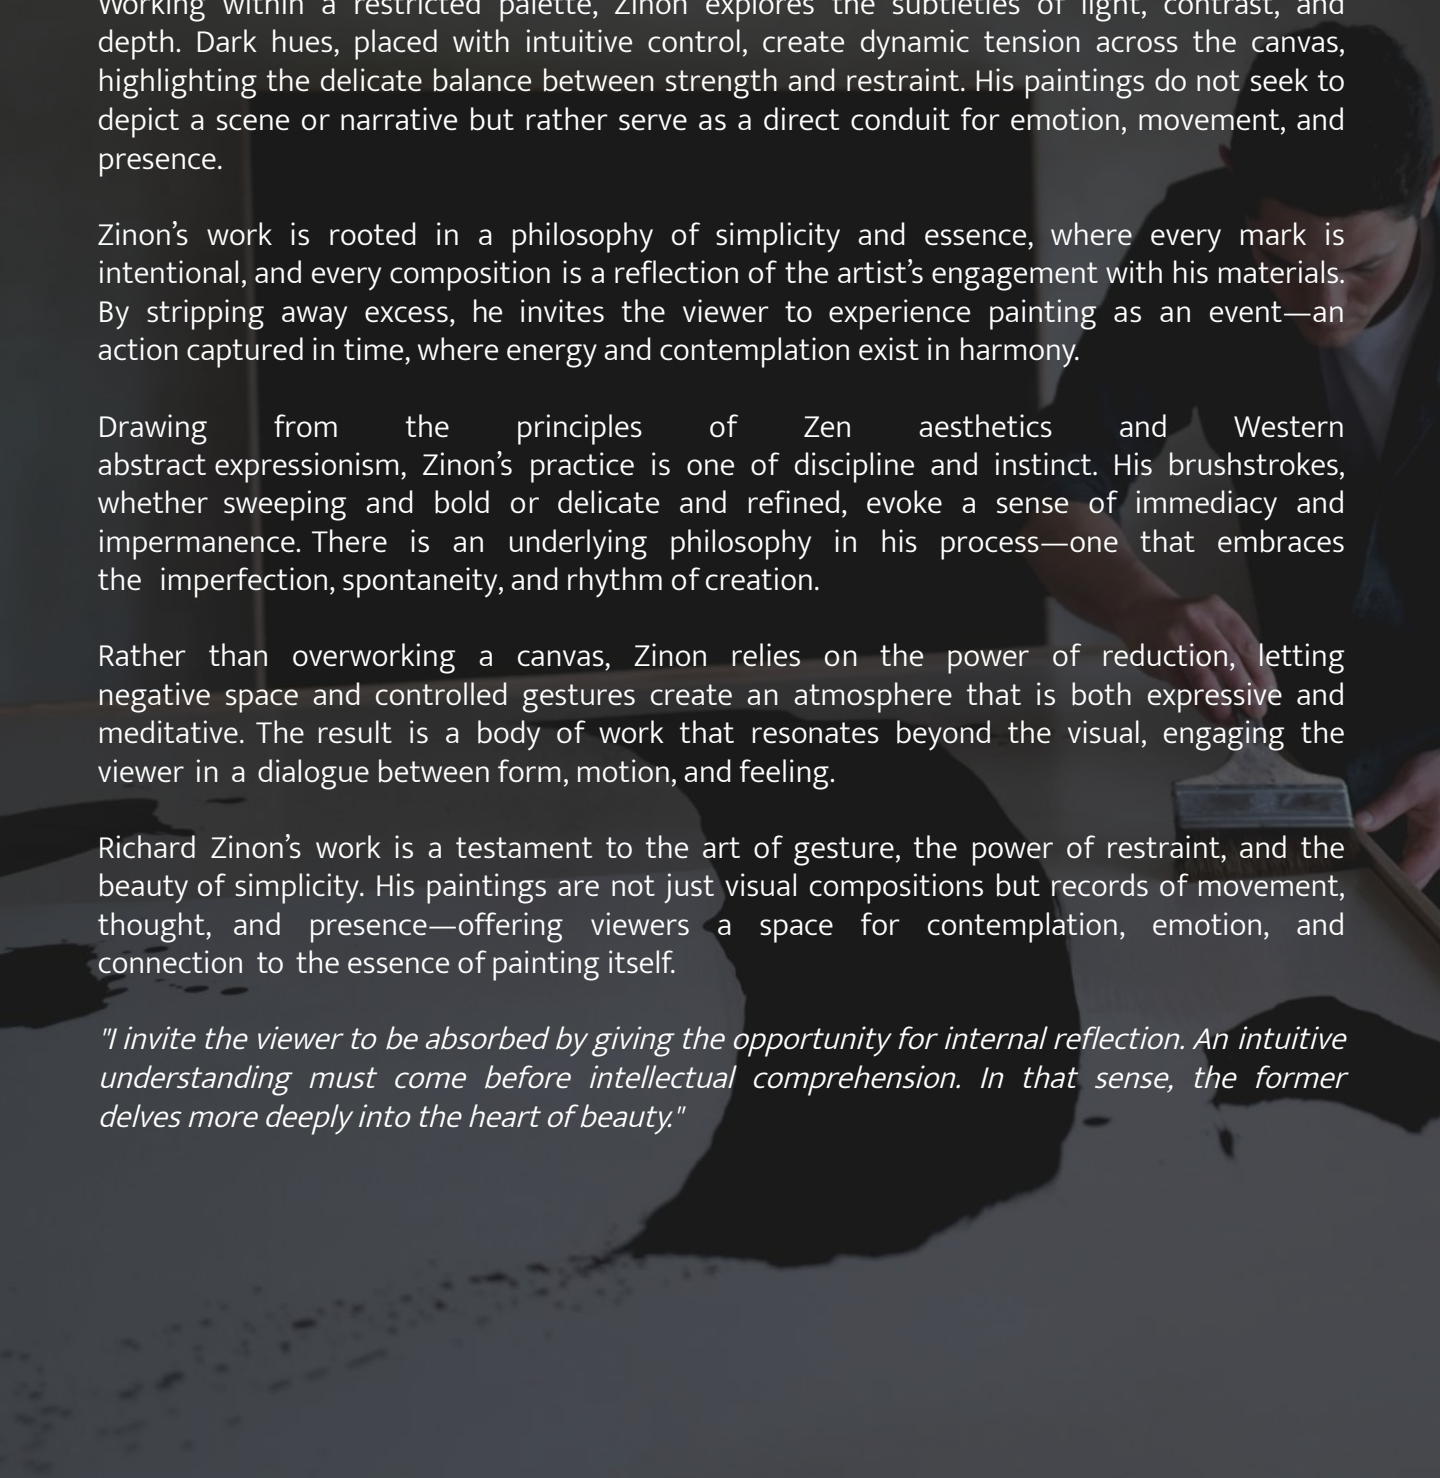 Working within a restricted palette, Zinon explores the subtleties of light, contrast, and
depth. Dark hues, placed with intuitive control, create dynamic tension across the canvas,
highlighting the delicate balance between strength and restraint. His paintings do not seek to
depict a scene or narrative but rather serve as a direct conduit for emotion, movement, and
presence.
Zinon’s work is rooted in a philosophy of simplicity and essence, where every mark is
intentional, and every composition is a reflection of the artist’s engagement with his materials.
By stripping away excess, he invites the viewer to experience painting as an event—an
action captured in time, where energy and contemplation exist in harmony.
Drawing from the principles of Zen aesthetics and Western
abstract expressionism, Zinon’s practice is one of discipline and instinct. His brushstrokes,
whether sweeping and bold or delicate and refined, evoke a sense of immediacy and
impermanence. There is an underlying philosophy in his process—one that embraces
the imperfection, spontaneity, and rhythm of creation.
Rather than overworking a canvas, Zinon relies on the power of reduction, letting
negative space and controlled gestures create an atmosphere that is both expressive and
meditative. The result is a body of work that resonates beyond the visual, engaging the
viewer in a dialogue between form, motion, and feeling.
Richard Zinon’s work is a testament to the art of gesture, the power of restraint, and the
beauty of simplicity. His paintings are not just visual compositions but records of movement,
thought, and presence—offering viewers a space for contemplation, emotion, and
connection to the essence of painting itself.
"I invite the viewer to be absorbed by giving the opportunity for internal reflection. An intuitive
understanding must come before intellectual comprehension. In that sense, the former
delves more deeply into the heart of beauty."